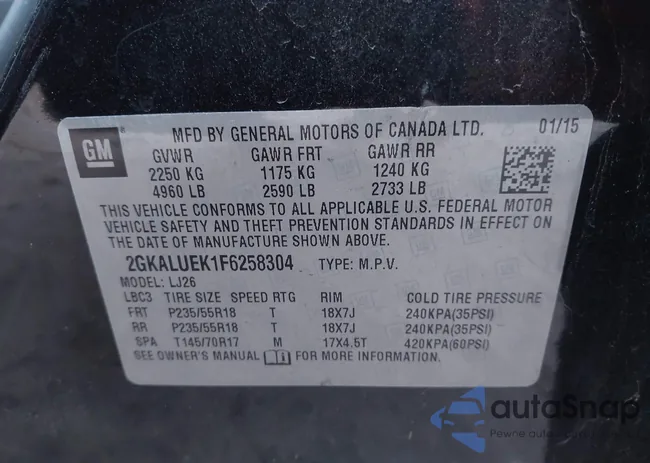 GM
MFD BY GENERAL MOTORS OF CANADA LTD. 01/15
GVWR GAWR FRT GAWR RR
2250 KG 1175 KG 1240 KG
4960 LB 2590 LB 2733 LB
THIS VEHICLE CONFORMS TO ALL APPLICABLE U.S. FEDERAL MOTOR
VEHICLE SAFETY AND THEFT PREVENTION STANDARDS IN EFFECT ON
THE DATE OF MANUFACTURE SHOWN ABOVE.
2GKALUEK1F6258304 TYPE: M.P.V.
MODEL: LJ26
LBC3 TIRE SIZE SPEED RTG RIM COLD TIRE PRESSURE
FRT P235/55R18 T 18X7J 240KPA(35PSI)
RR P235/55R18 T 18X7J 240KPA(35PSI)
SPA T145/70R17 M 17X4.5T 420KPA(60PSI)
SEE OWNER'S MANUAL FOR MORE INFORMATION.
autoSnap
Pewne auto